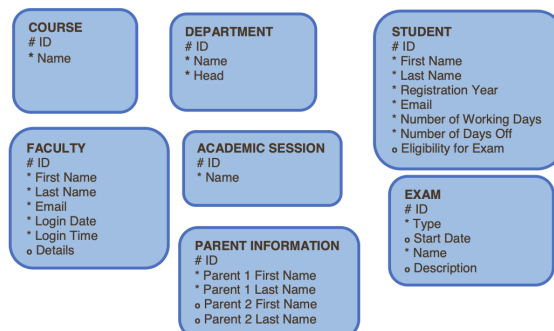 COURSE
# ID
* Name
DEPARTMENT
# ID
* Name
* Head
STUDENT
# ID
* First Name
* Last Name
* Registration Year
* Email
* Number of Working Days
* Number of Days Off
o Eligibility for Exam
FACULTY
# ID
* First Name
* Last Name
* Email
* Login Date
* Login Time
o Details
ACADEMIC SESSION
# ID
* Name
EXAM
# ID
* Type
o Start Date
* Name
o Description
PARENT INFORMATION
# ID
* Parent 1 First Name
* Parent 1 Last Name
o Parent 2 First Name
o Parent 2 Last Name